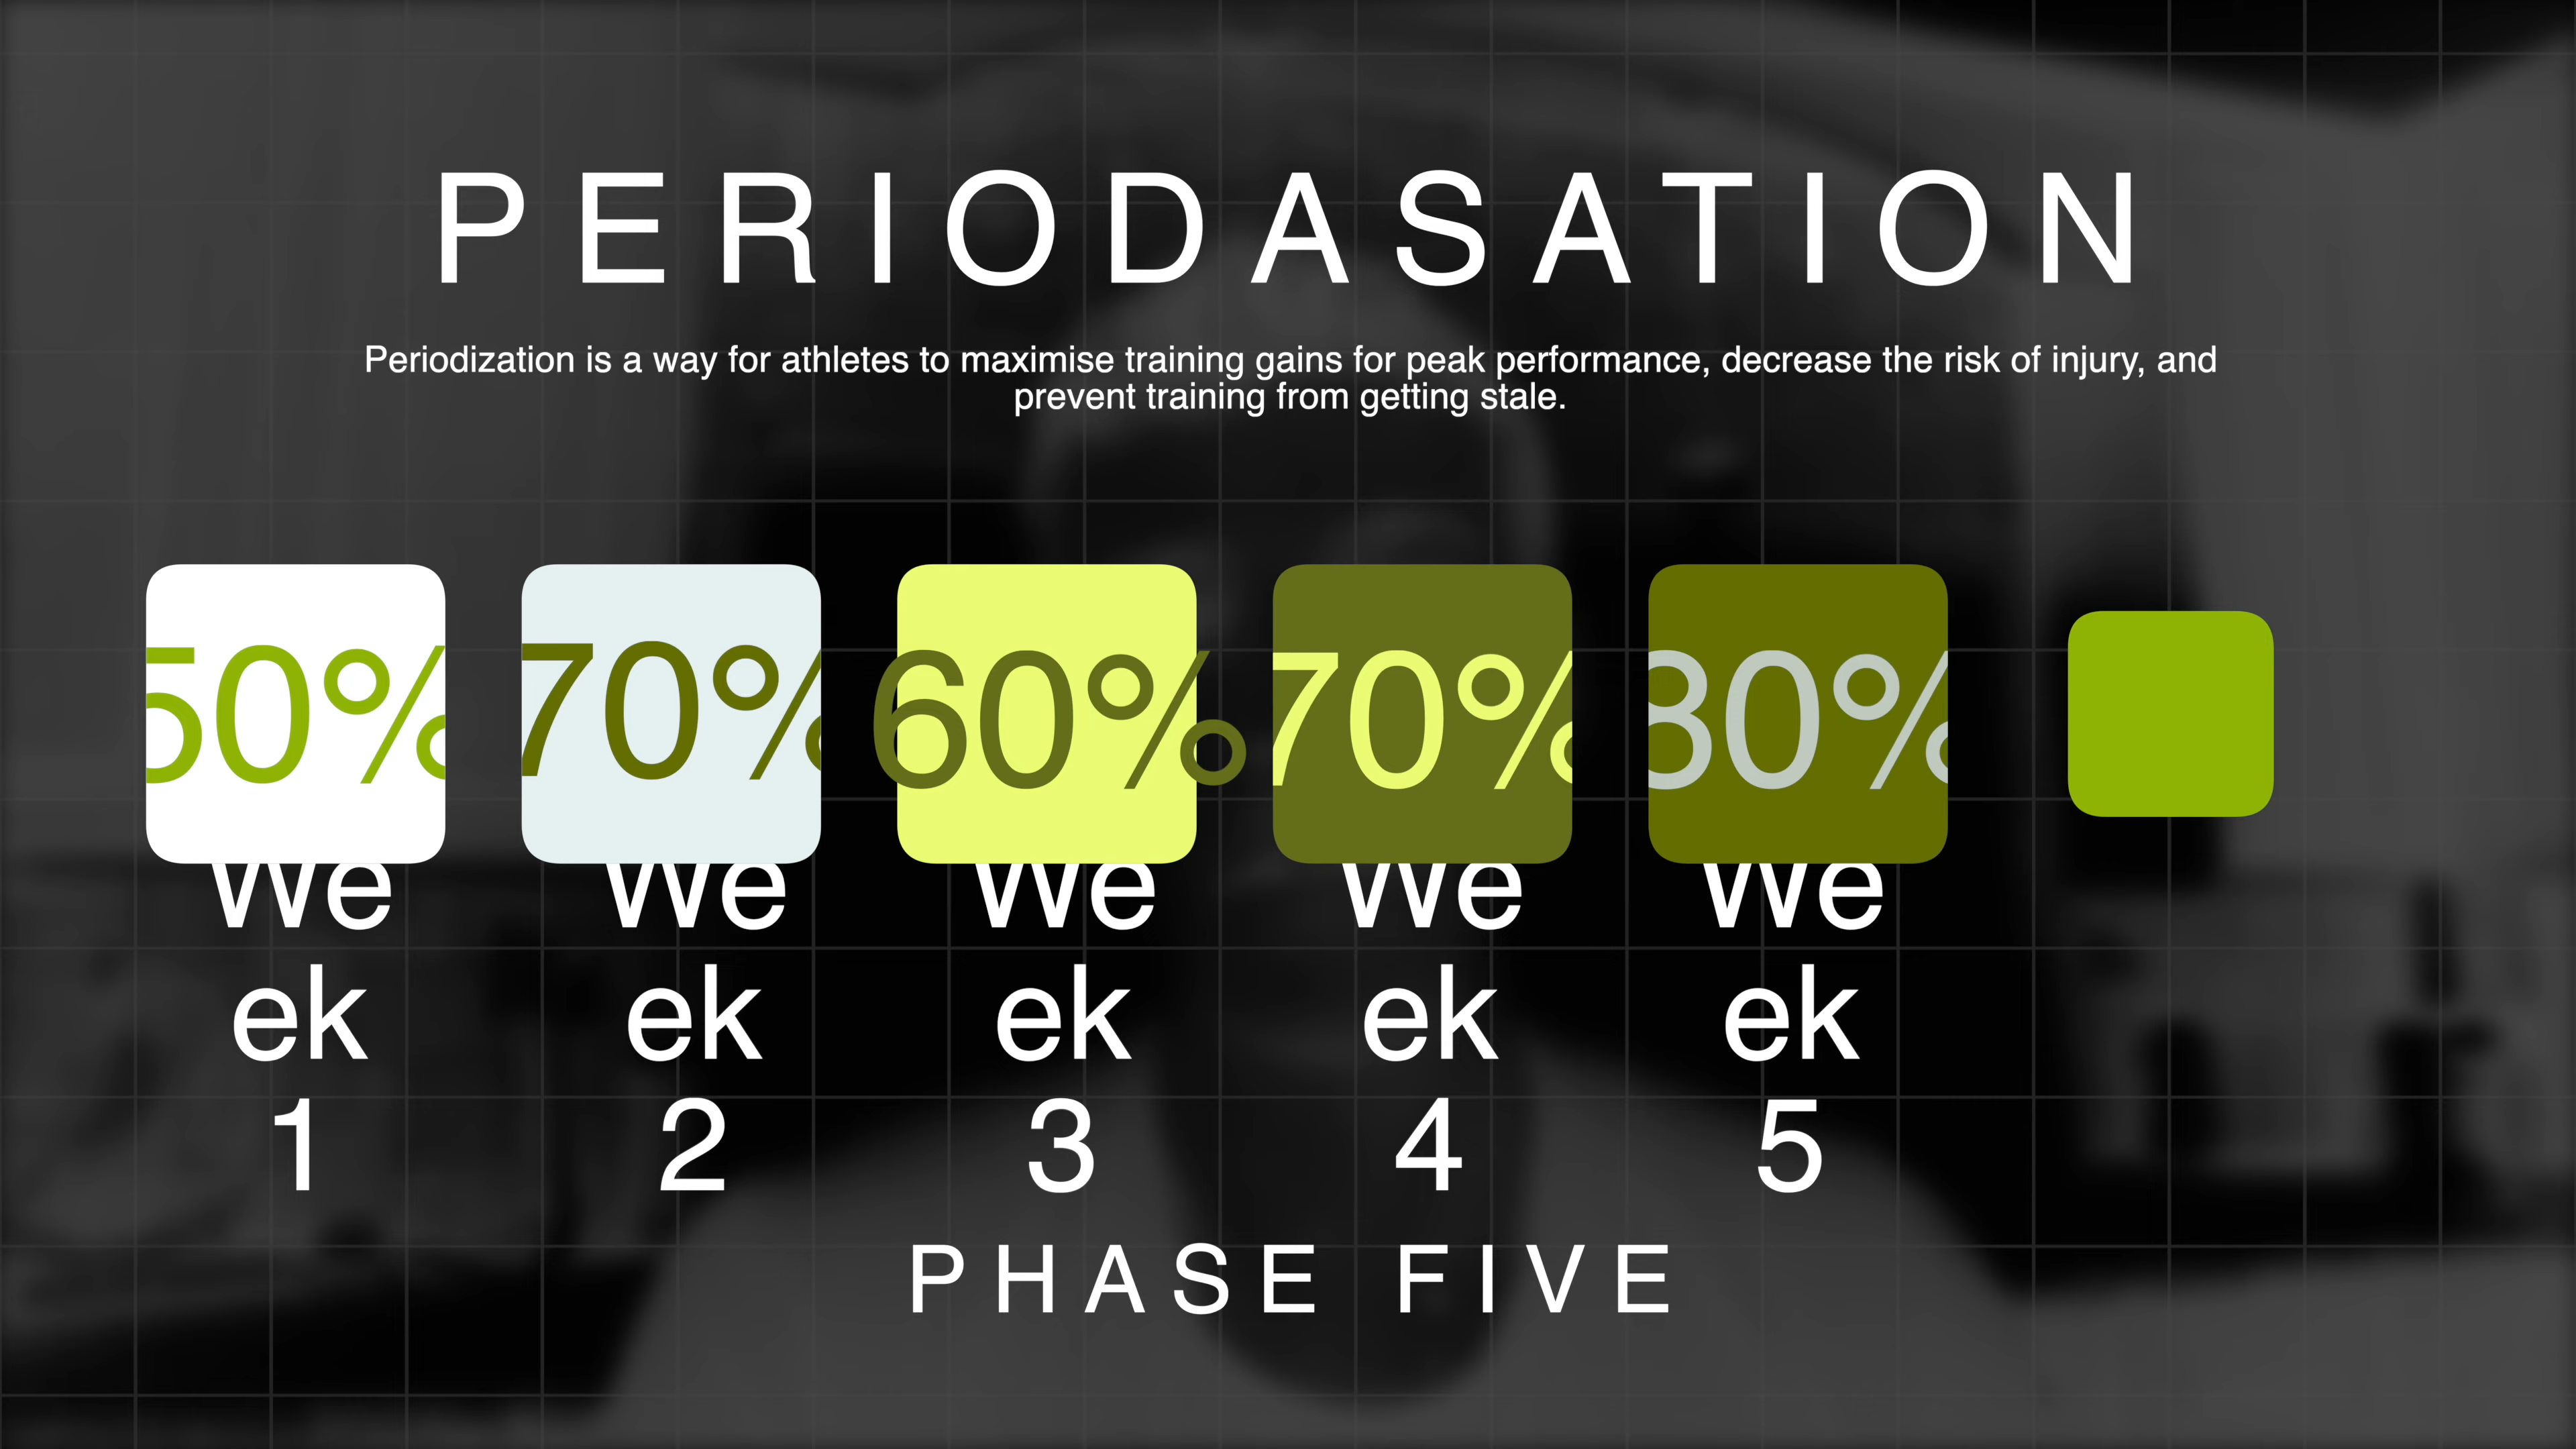 PERIODASATION
Periodization is a way for athletes to maximise training gains for peak performance, decrease the risk of injury, and
prevent training from getting stale.
50% 70% 60% 70% 80%
We We We We We
ek ek ek ek ek
1 2 3 4 5
PHASE FIVE